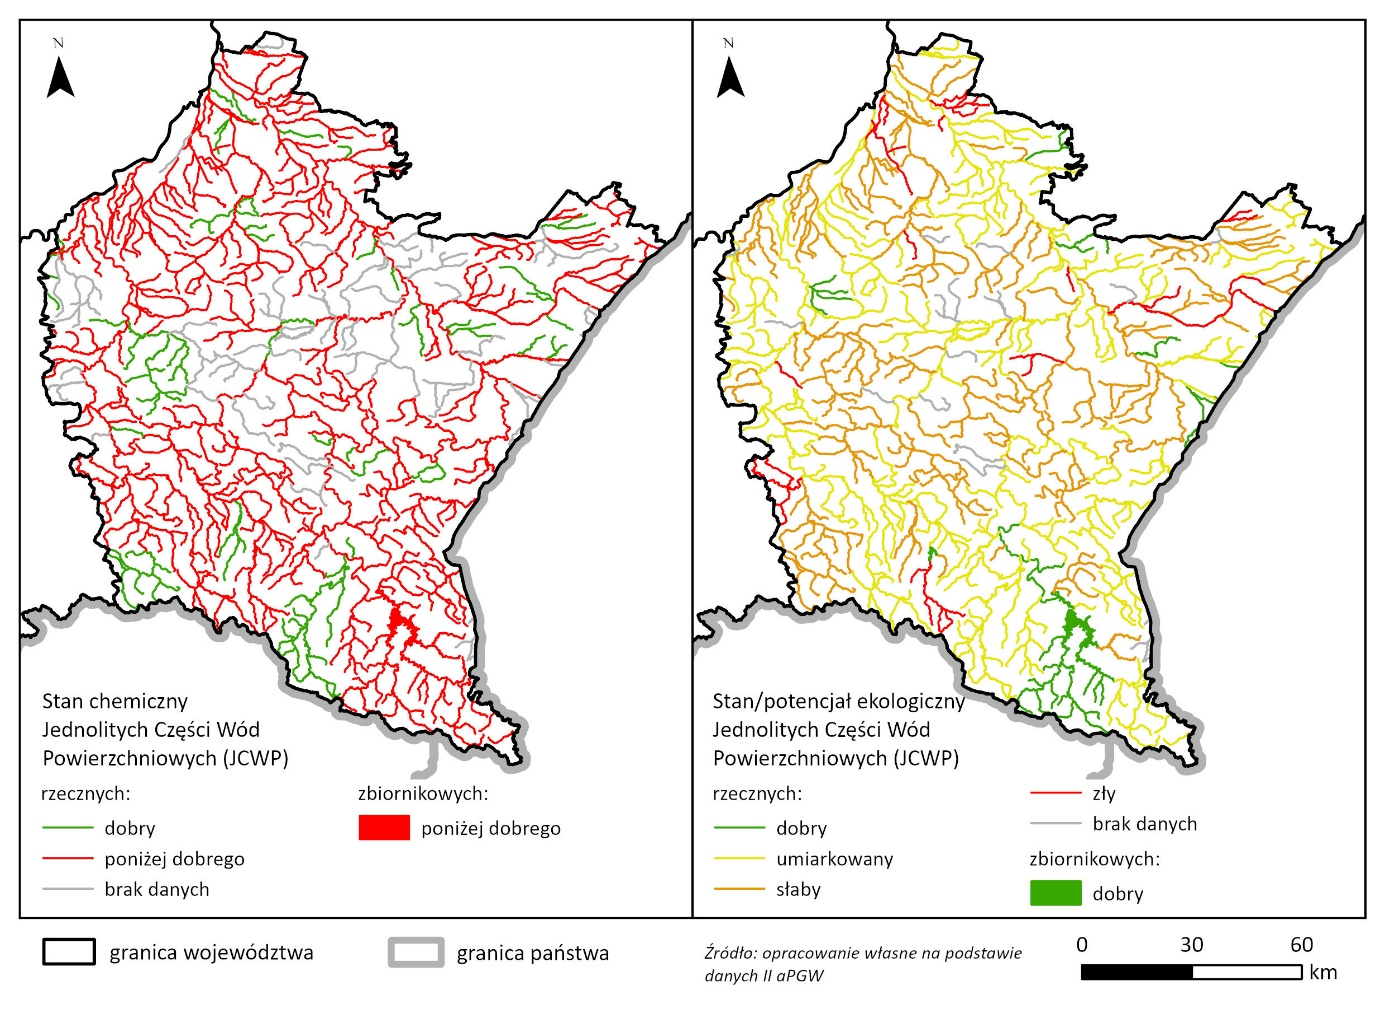 N
Stan chemiczny
Jednolitych Części Wód
Powierzchniowych (JCWP)
rzecznych:
dobry
poniżej dobrego
brak danych
zbiornikowych:
poniżej dobrego
N
Stan/potencjał ekologiczny
Jednolitych Części Wód
Powierzchniowych (JCWP)
rzecznych:
dobry
umiarkowany
słaby
zły
brak danych
zbiornikowych:
dobry
granica województwa
granica państwa
Źródło: opracowanie własne na podstawie
danych II aPGW
0 30 60
km